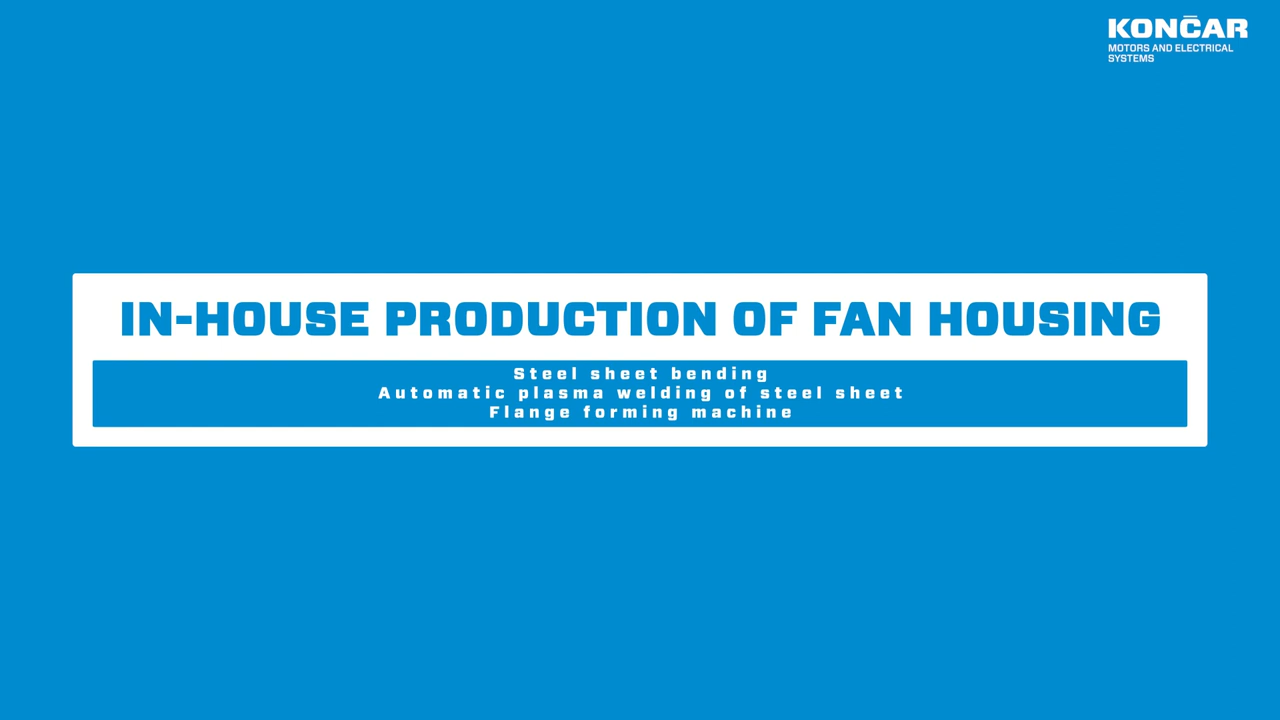 KONČAR
MOTORS AND ELECTRICAL
SYSTEMS
IN-HOUSE PRODUCTION OF FAN HOUSING
Steel sheet bending
Automatic plasma welding of steel sheet
Flange forming machine